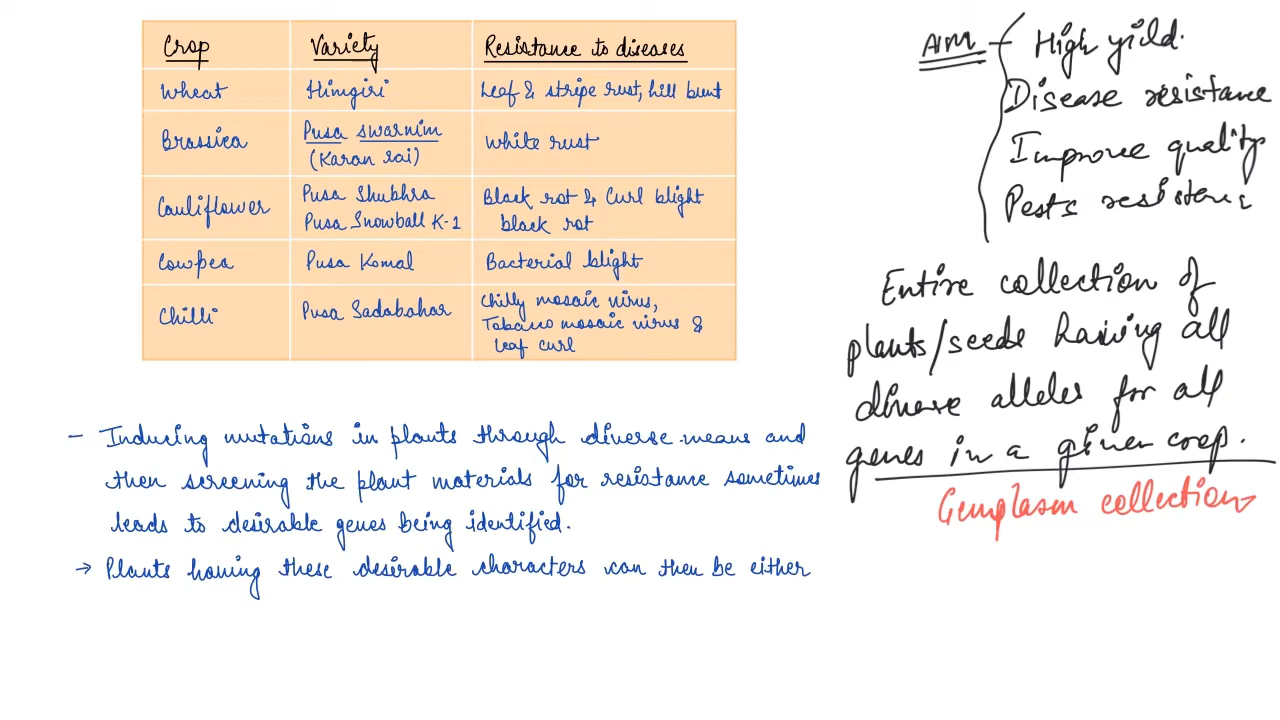 Crop Variety Resistance to diseases
Wheat Himgiri Leaf & stripe rust, hill bunt
Brassica Pusa swarnim (Karan rai) White rust
Cauliflower Pusa Shubhra Black rot & Curl blight
Pusa Snowball K-1 black rot
Cowpea Pusa Komal Bacterial blight
Chilli Pusa Sadabahar Chilly mosaic virus,
Tobacco mosaic virus &
leaf curl
- Inducing mutations in plants through diverse means and
then screening the plant materials for resistance sometimes
leads to desirable genes being identified.
→ Plants having these desirable characters can then be either
AIM - High yield.
Disease resistance
Improve quality
Pests resistenc
Entire collection of
plants/seeds having all
diverse alleles for all
genes in a given crop.
Germplasm collection